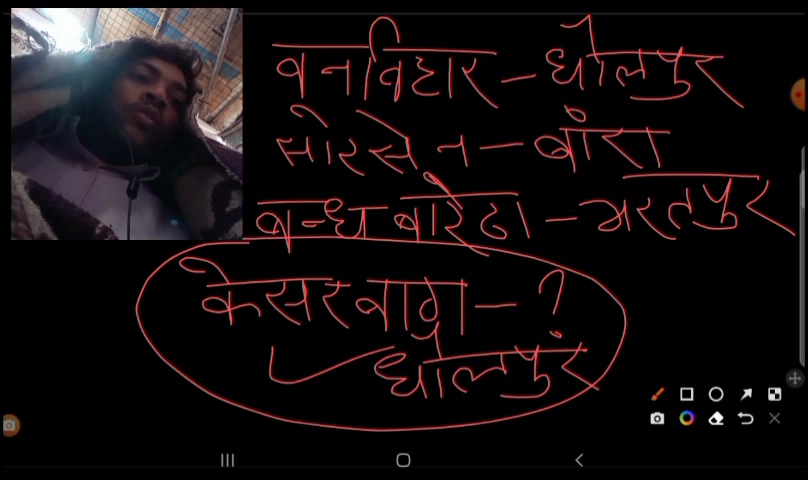 वनविहार - धौलपुर
सोरसेन - बांरा
बन्ध बारेठा - भरतपुर
केसरबाग - ?
धौलपुर